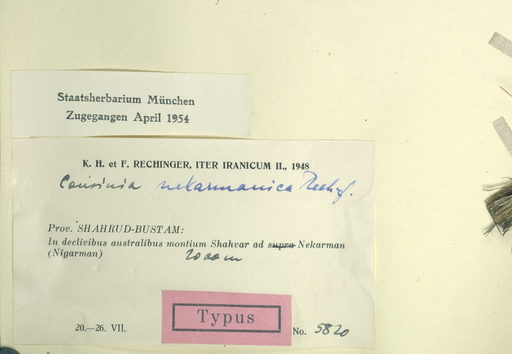 Staatsherbarium München
Zugegangen April 1954
K. H. et F. RECHINGER, ITER IRANICUM II., 1948
Cousinia nekarmanica Rech. f.
Prov. SHAHRUD-BUSTAM:
In declivibus australibus montium Shahvar ad supra Nekarman
(Nigarman) 2000 m
Typus
20.—26. VII. No. 5820